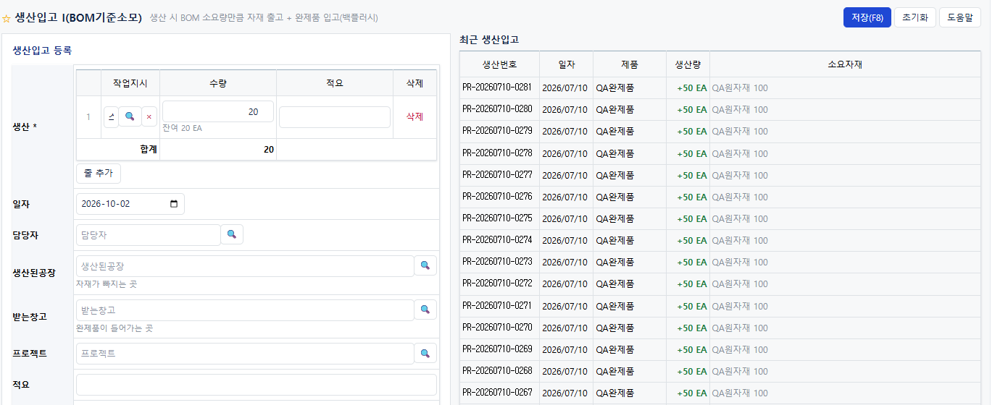 ☆ 생산입고 I(BOM기준소모) 생산 시 BOM 소요량만큼 자재 출고 + 완제품 입고(백플러시)
저장(F8) 초기화 도움말
생산입고 등록
작업지시 수량 적요 삭제
생산 *
1 × 20 삭제
잔여 20 EA
합계 20
줄 추가
일자 2026-10-02
담당자 담당자
생산된공장 생산된공장
자재가 빠지는 곳
받는창고 받는창고
완제품이 들어가는 곳
프로젝트 프로젝트
적요
최근 생산입고
생산번호 일자 제품 생산량 소요자재
PR-20260710-0281 2026/07/10 QA완제품 +50 EA QA원자재 100
PR-20260710-0280 2026/07/10 QA완제품 +50 EA QA원자재 100
PR-20260710-0279 2026/07/10 QA완제품 +50 EA QA원자재 100
PR-20260710-0278 2026/07/10 QA완제품 +50 EA QA원자재 100
PR-20260710-0277 2026/07/10 QA완제품 +50 EA QA원자재 100
PR-20260710-0276 2026/07/10 QA완제품 +50 EA QA원자재 100
PR-20260710-0275 2026/07/10 QA완제품 +50 EA QA원자재 100
PR-20260710-0274 2026/07/10 QA완제품 +50 EA QA원자재 100
PR-20260710-0273 2026/07/10 QA완제품 +50 EA QA원자재 100
PR-20260710-0272 2026/07/10 QA완제품 +50 EA QA원자재 100
PR-20260710-0271 2026/07/10 QA완제품 +50 EA QA원자재 100
PR-20260710-0270 2026/07/10 QA완제품 +50 EA QA원자재 100
PR-20260710-0269 2026/07/10 QA완제품 +50 EA QA원자재 100
PR-20260710-0268 2026/07/10 QA완제품 +50 EA QA원자재 100
PR-20260710-0267 2026/07/10 QA완제품 +50 EA QA원자재 100